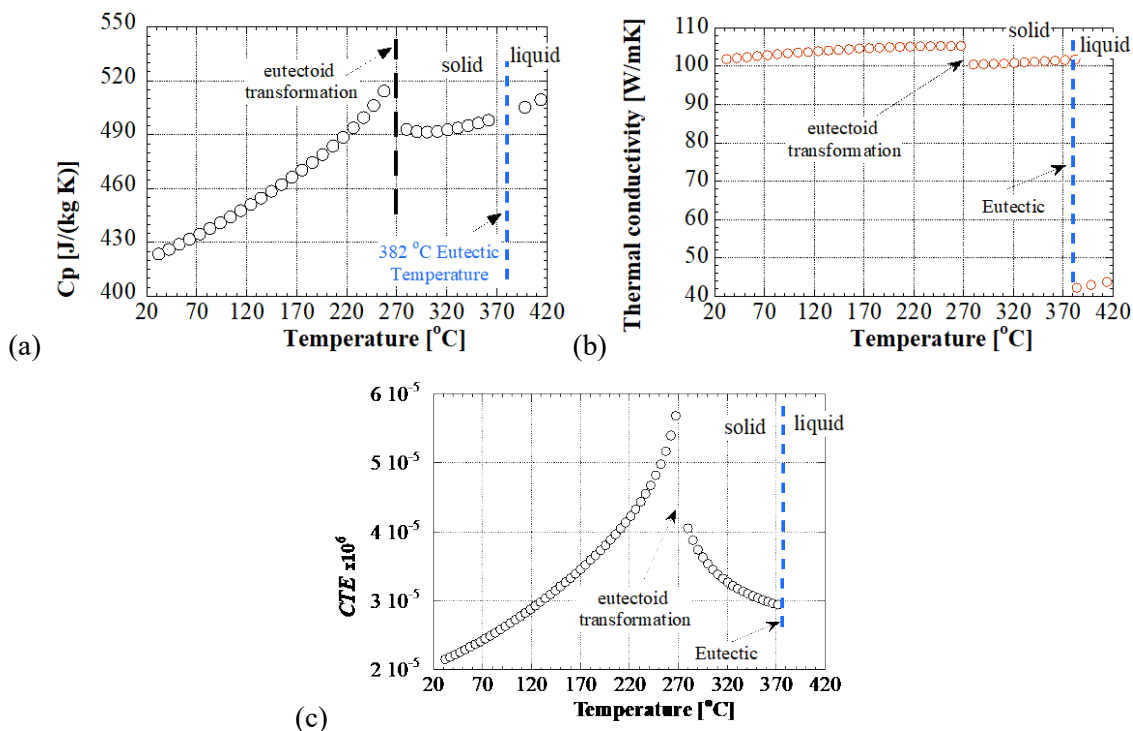 550
520
490
460
430
400
Cp [J/(kg K)]
eutectoid
transformation
solid
liquid
382 °C Eutectic
Temperature
20 70 120 170 220 270 320 370 420
Temperature [°C]
(a)
110
100
90
80
70
60
50
40
Thermal conductivity [W/mK]
solid
liquid
eutectoid
transformation
Eutectic
20 70 120 170 220 270 320 370 420
Temperature [°C]
(b)
6 10⁻⁵
5 10⁻⁵
4 10⁻⁵
3 10⁻⁵
2 10⁻⁵
CTE x10⁶
solid
liquid
eutectoid
transformation
Eutectic
20 70 120 170 220 270 320 370 420
Temperature [°C]
(c)